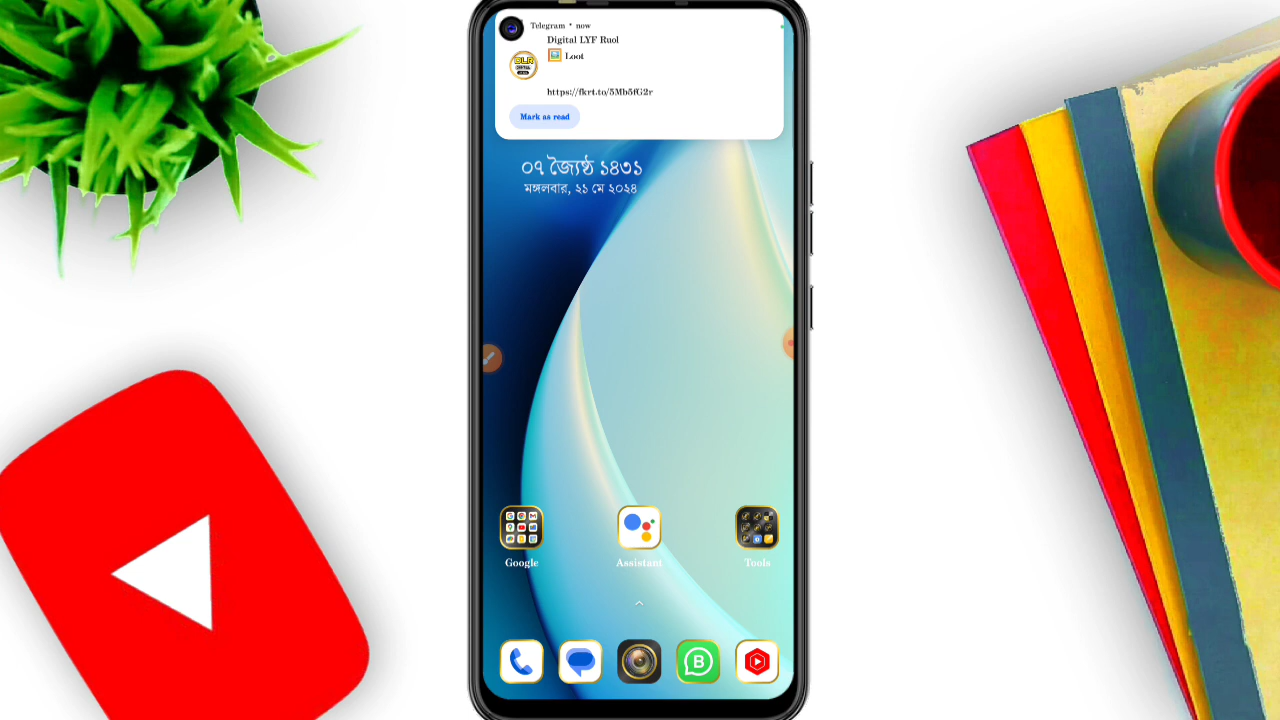 Telegram • now
Digital LYF Ruol
Loot
https://fkrt.to/5Mb5fG2r
Mark as read
০৭ জ্যৈষ্ঠ ১৪৩১
মঙ্গলবার, ২১ মে ২০২৪
Google
Assistant
Tools